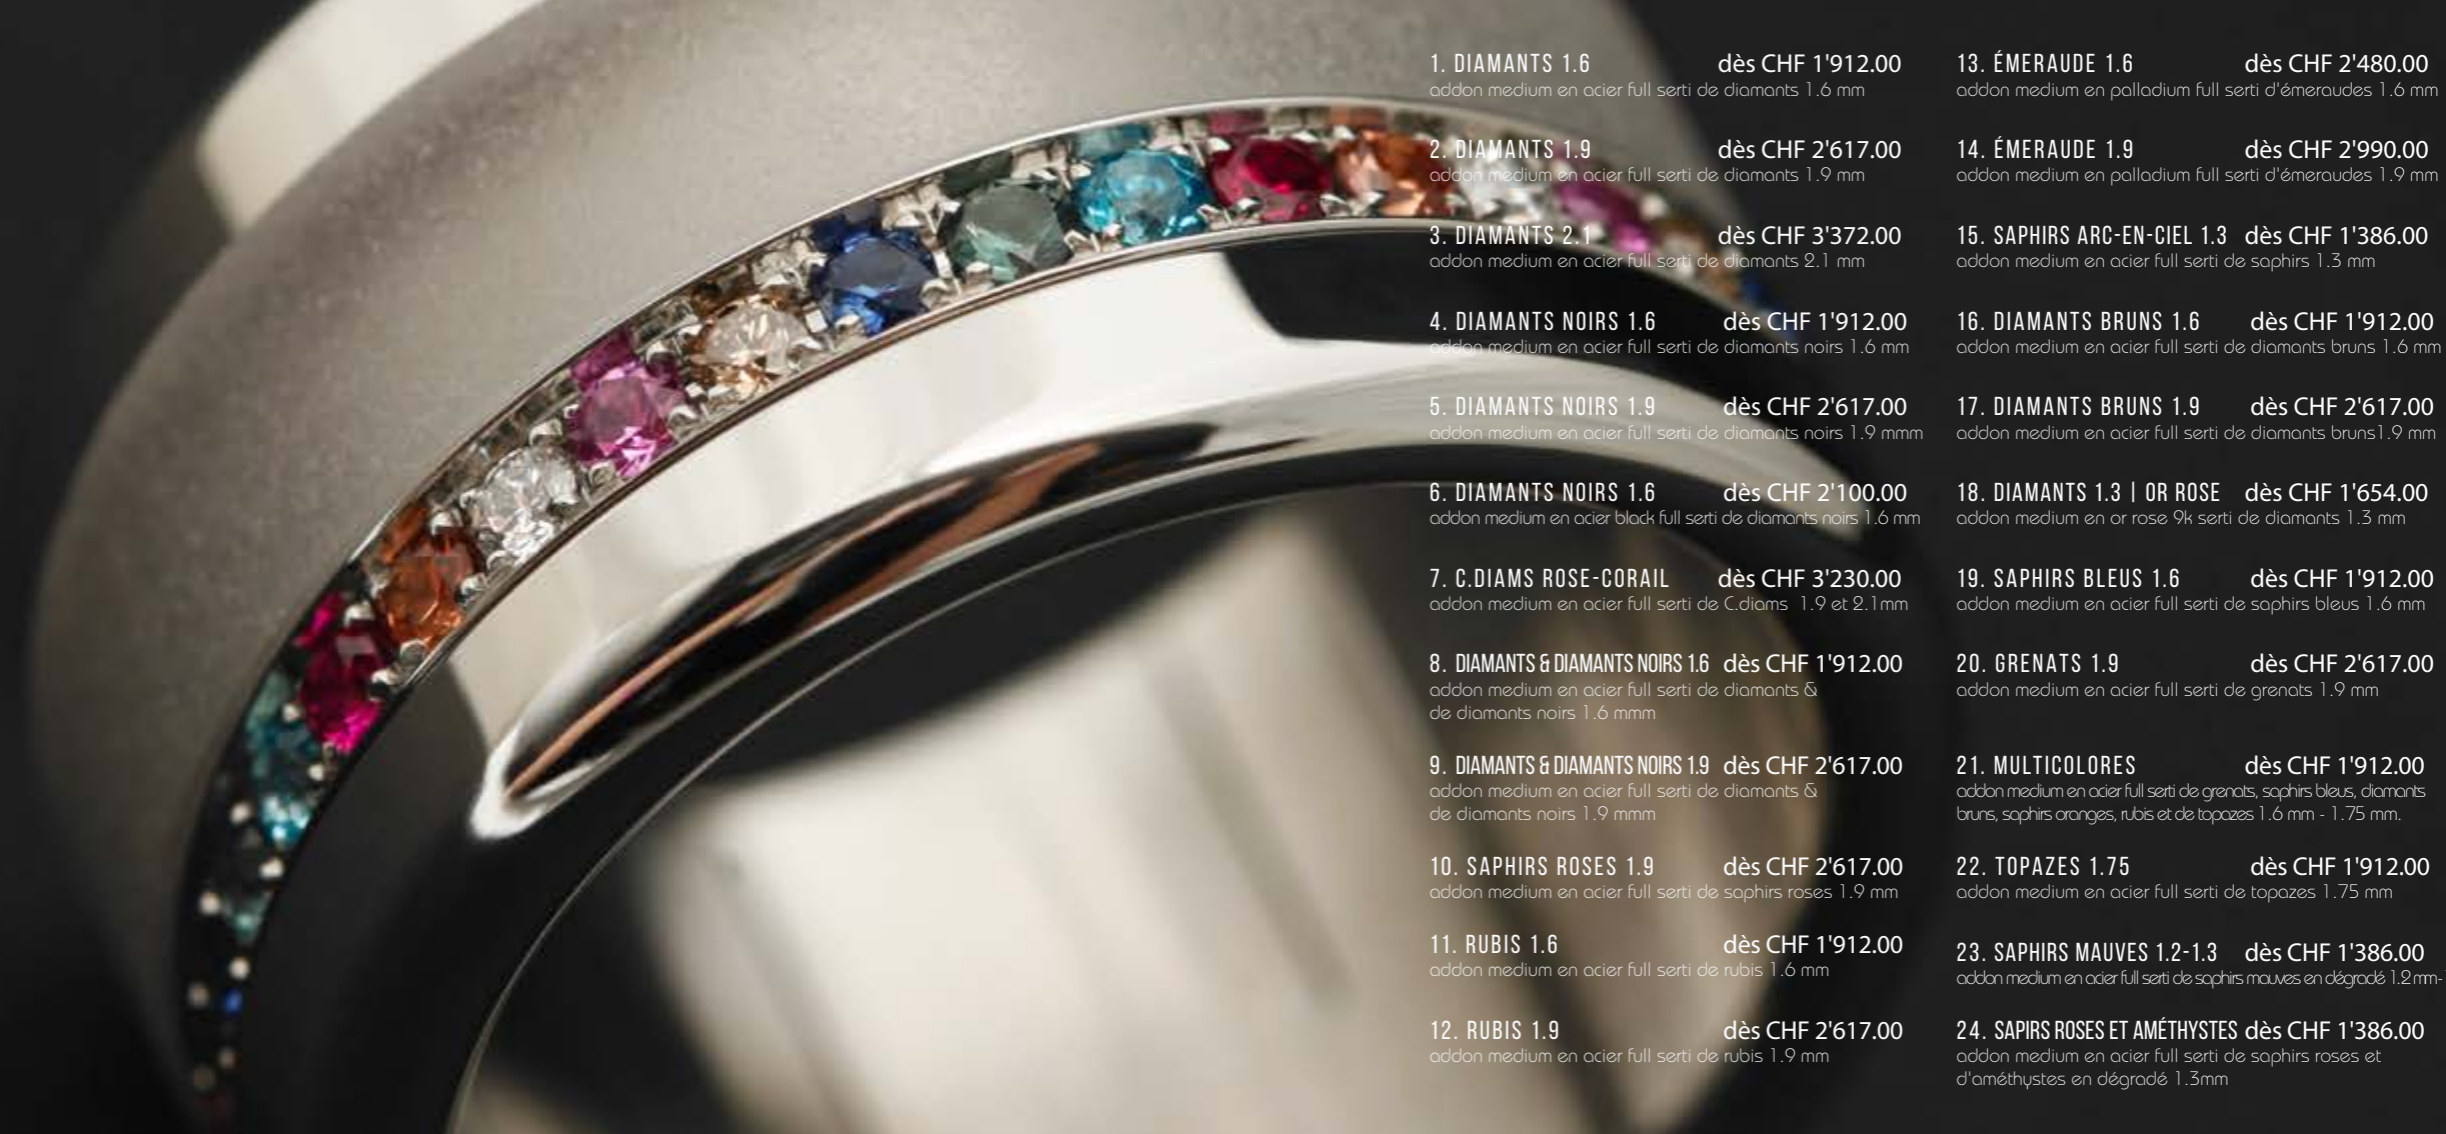 1. DIAMANTS 1.6 dès CHF 1'912.00
addon medium en acier full serti de diamants 1.6 mm
2. DIAMANTS 1.9 dès CHF 2'617.00
addon medium en acier full serti de diamants 1.9 mm
3. DIAMANTS 2.1 dès CHF 3'372.00
addon medium en acier full serti de diamants 2.1 mm
4. DIAMANTS NOIRS 1.6 dès CHF 1'912.00
addon medium en acier full serti de diamants noirs 1.6 mm
5. DIAMANTS NOIRS 1.9 dès CHF 2'617.00
addon medium en acier full serti de diamants noirs 1.9 mmm
6. DIAMANTS NOIRS 1.6 dès CHF 2'100.00
addon medium en acier black full serti de diamants noirs 1.6 mm
7. C.DIAMS ROSE-CORAIL dès CHF 3'230.00
addon medium en acier full serti de C.diams 1.9 et 2.1mm
8. DIAMANTS & DIAMANTS NOIRS 1.6 dès CHF 1'912.00
addon medium en acier full serti de diamants &
de diamants noirs 1.6 mmm
9. DIAMANTS & DIAMANTS NOIRS 1.9 dès CHF 2'617.00
addon medium en acier full serti de diamants &
de diamants noirs 1.9 mmm
10. SAPHIRS ROSES 1.9 dès CHF 2'617.00
addon medium en acier full serti de saphirs roses 1.9 mm
11. RUBIS 1.6 dès CHF 1'912.00
addon medium en acier full serti de rubis 1.6 mm
12. RUBIS 1.9 dès CHF 2'617.00
addon medium en acier full serti de rubis 1.9 mm
13. ÉMERAUDE 1.6 dès CHF 2'480.00
addon medium en palladium full serti d'émeraudes 1.6 mm
14. ÉMERAUDE 1.9 dès CHF 2'990.00
addon medium en palladium full serti d'émeraudes 1.9 mm
15. SAPHIRS ARC-EN-CIEL 1.3 dès CHF 1'386.00
addon medium en acier full serti de saphirs 1.3 mm
16. DIAMANTS BRUNS 1.6 dès CHF 1'912.00
addon medium en acier full serti de diamants bruns 1.6 mm
17. DIAMANTS BRUNS 1.9 dès CHF 2'617.00
addon medium en acier full serti de diamants bruns1.9 mm
18. DIAMANTS 1.3 | OR ROSE dès CHF 1'654.00
addon medium en or rose 9k serti de diamants 1.3 mm
19. SAPHIRS BLEUS 1.6 dès CHF 1'912.00
addon medium en acier full serti de saphirs bleus 1.6 mm
20. GRENATS 1.9 dès CHF 2'617.00
addon medium en acier full serti de grenats 1.9 mm
21. MULTICOLORES dès CHF 1'912.00
addon medium en acier full serti de grenats, saphirs bleus, diamants
bruns, saphirs oranges, rubis et de topazes 1.6 mm - 1.75 mm.
22. TOPAZES 1.75 dès CHF 1'912.00
addon medium en acier full serti de topazes 1.75 mm
23. SAPHIRS MAUVES 1.2-1.3 dès CHF 1'386.00
addon medium en acier full serti de saphirs mauves en dégradé 1.2 mm-
24. SAPIRS ROSES ET AMÉTHYSTES dès CHF 1'386.00
addon medium en acier full serti de saphirs roses et
d'améthystes en dégradé 1.3mm